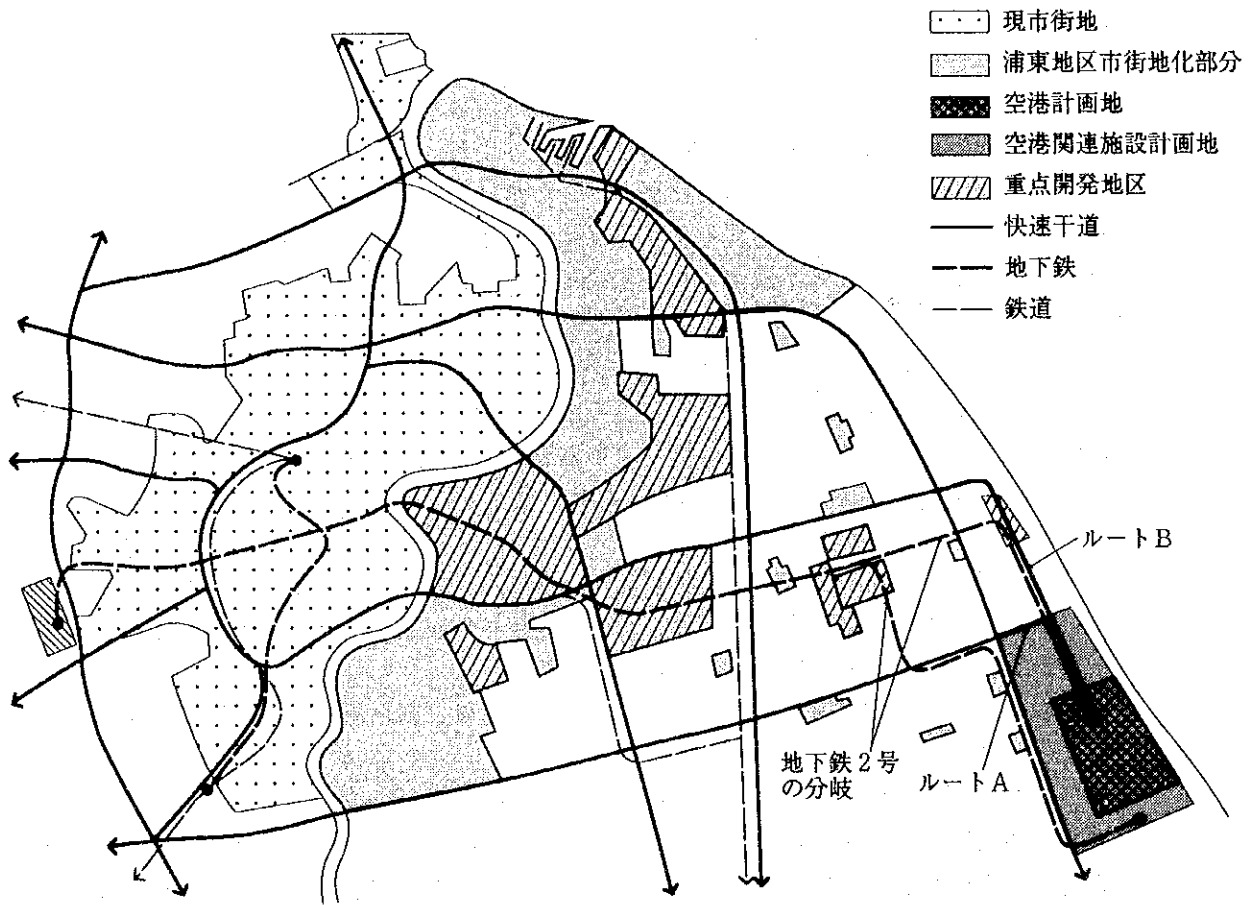 現市街地
浦東地区市街地化部分
空港計画地
空港関連施設計画地
重点開発地区
快速干道
地下鉄
鉄道
ルートB
地下鉄2号
の分岐
ルートA